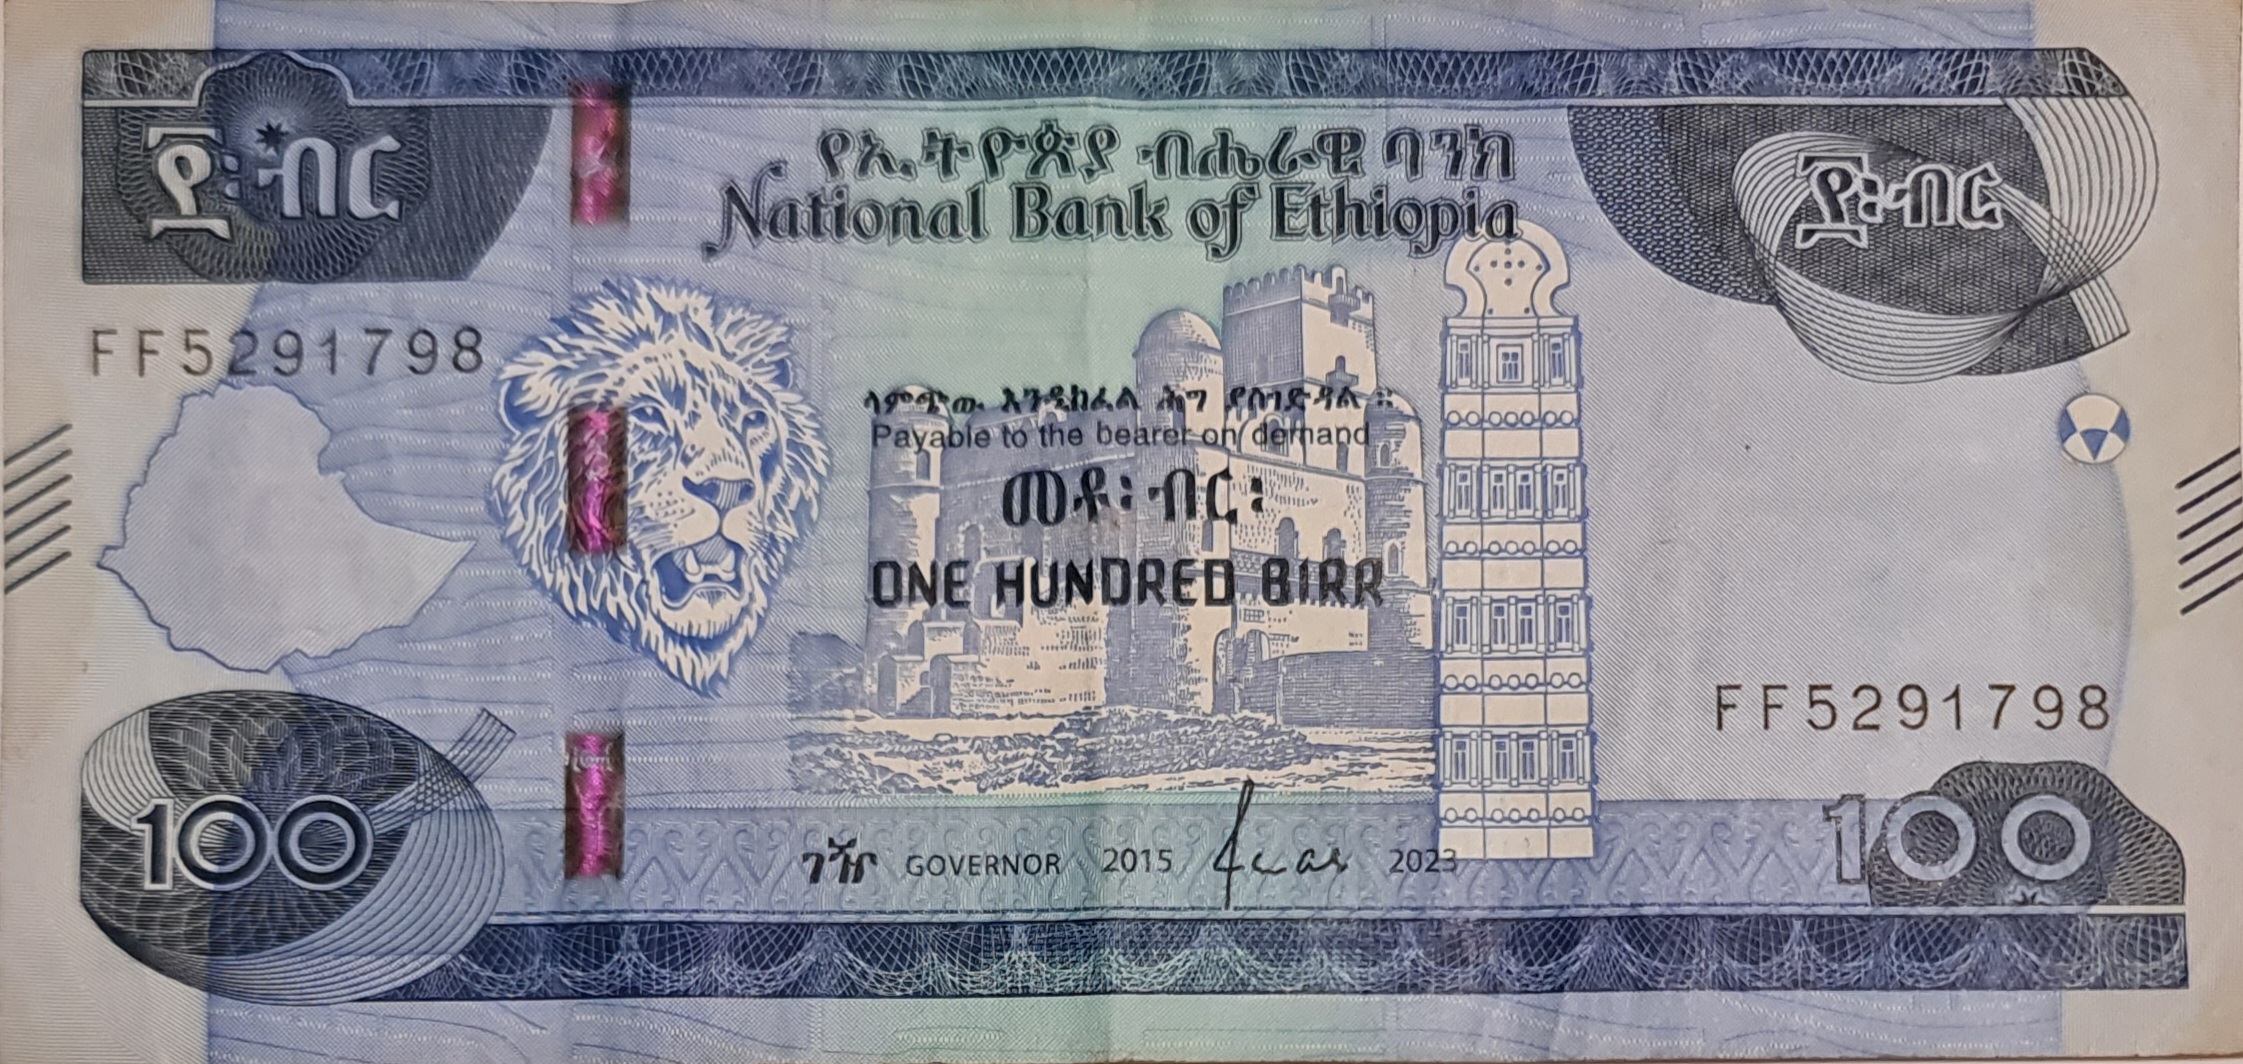 ፻፡ብር
የኢትዮጵያ ብሔራዊ ባንክ
National Bank of Ethiopia
፻፡ብር
FF5291798
ላምጭው እንዲከፈል ሕግ ያስገድዳል ።
Payable to the bearer on demand
መቶ፡ ብር፡
ONE HUNDRED BIRR
FF5291798
100
ገዥ GOVERNOR 2015 2023
100